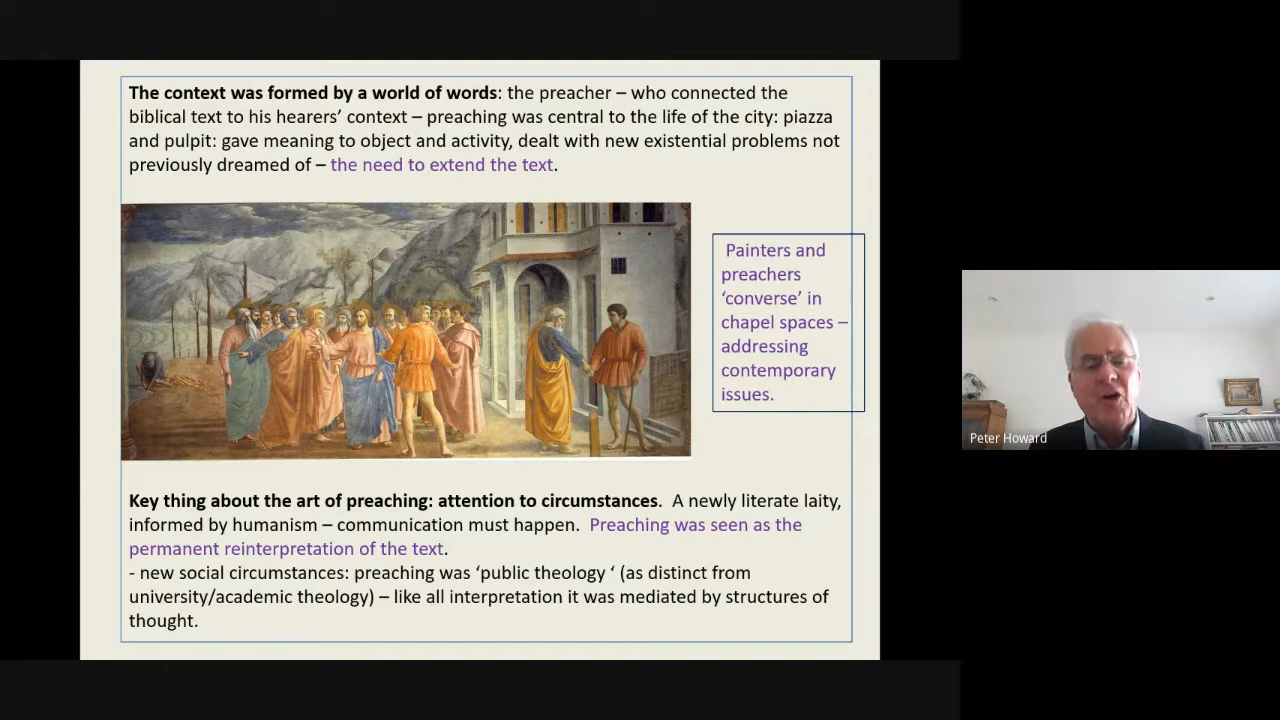 The context was formed by a world of words: the preacher – who connected the
biblical text to his hearers’ context – preaching was central to the life of the city: piazza
and pulpit: gave meaning to object and activity, dealt with new existential problems not
previously dreamed of – the need to extend the text.
Painters and
preachers
‘converse’ in
chapel spaces –
addressing
contemporary
issues.
Key thing about the art of preaching: attention to circumstances.  A newly literate laity,
informed by humanism – communication must happen.  Preaching was seen as the
permanent reinterpretation of the text.
- new social circumstances: preaching was ‘public theology ‘ (as distinct from
university/academic theology) – like all interpretation it was mediated by structures of
thought.
Peter Howard